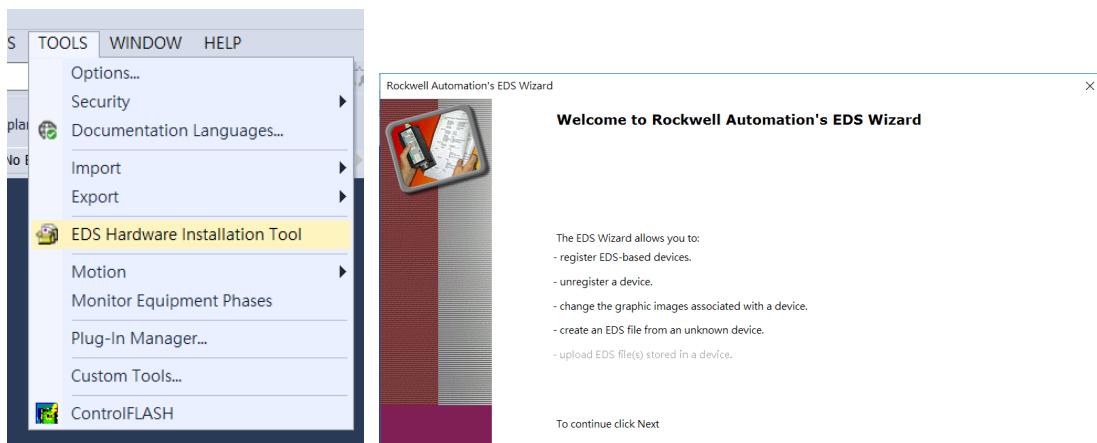 S TOOLS WINDOW HELP
Options...
Security
plar
Documentation Languages...
No E
Import
Export
EDS Hardware Installation Tool
Motion
Monitor Equipment Phases
Plug-In Manager...
Custom Tools...
ControlFLASH
Rockwell Automation's EDS Wizard
Welcome to Rockwell Automation's EDS Wizard
The EDS Wizard allows you to:
- register EDS-based devices.
- unregister a device.
- change the graphic images associated with a device.
- create an EDS file from an unknown device.
- upload EDS file(s) stored in a device.
To continue click Next